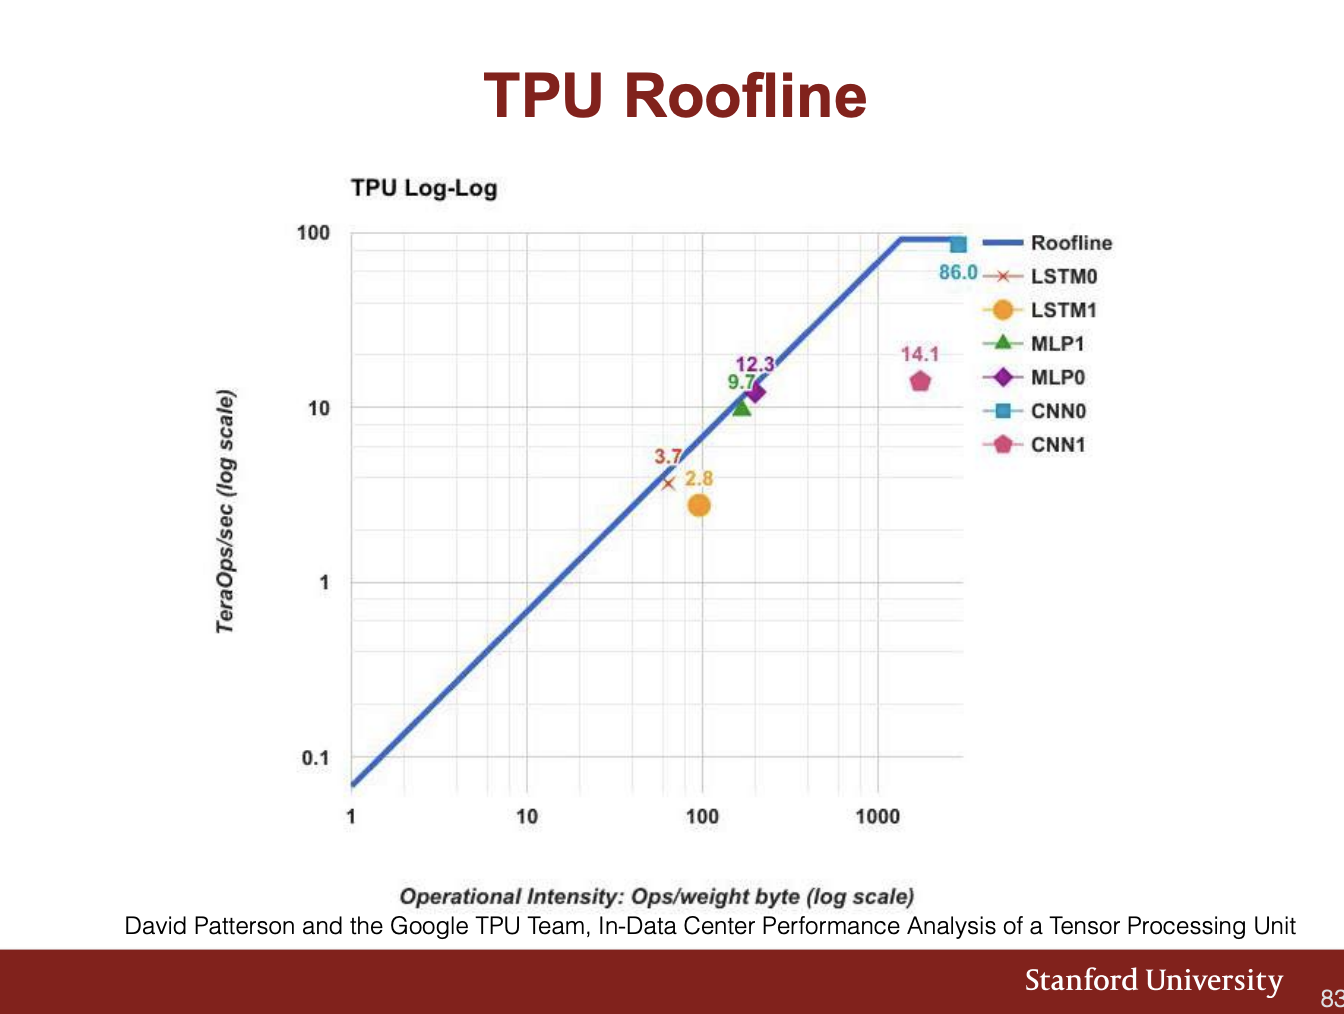 TPU Roofline
TPU Log-Log
100
10
1
0.1
TeraOps/sec (log scale)
1
10
100
1000
Operational Intensity: Ops/weight byte (log scale)
86.0
14.1
12.3
9.7
3.7
2.8
Roofline
LSTM0
LSTM1
MLP1
MLP0
CNN0
CNN1
David Patterson and the Google TPU Team, In-Data Center Performance Analysis of a Tensor Processing Unit
Stanford University
83